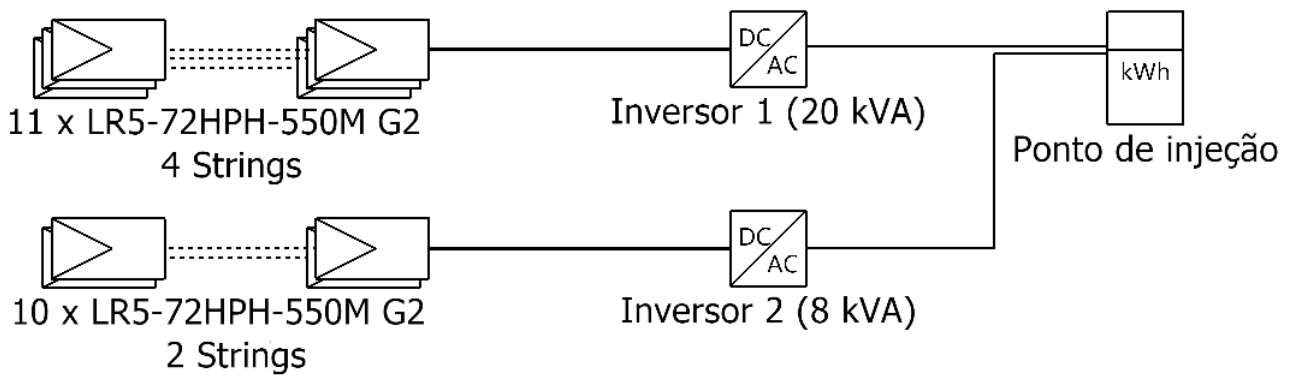 DC
AC
kWh
11 x LR5-72HPH-550M G2
4 Strings
Inversor 1 (20 kVA)
Ponto de injeção
DC
AC
10 x LR5-72HPH-550M G2
2 Strings
Inversor 2 (8 kVA)